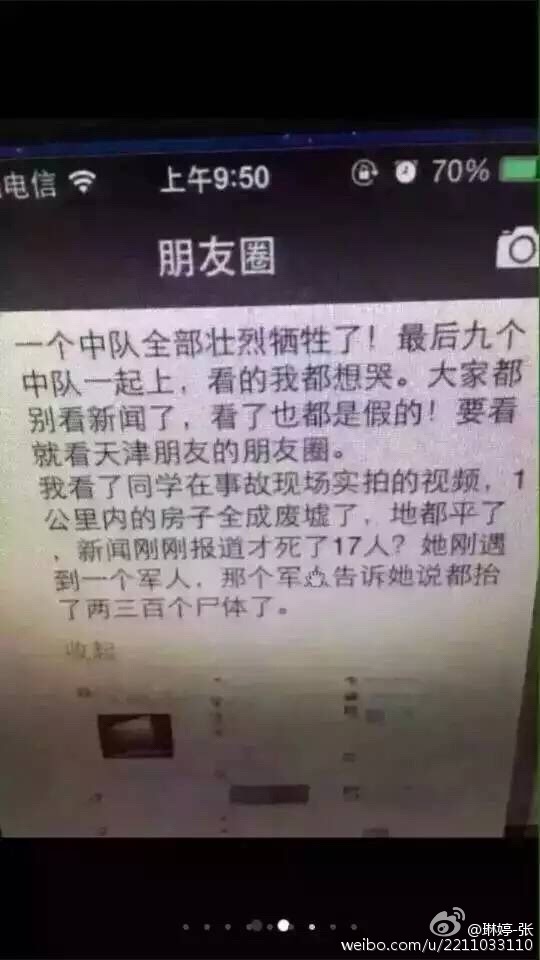 电信 上午9:50 70%
朋友圈
一个中队全部壮烈牺牲了！最后九个
中队一起上，看的我都想哭。大家都
别看新闻了，看了也都是假的！要看
就看天津朋友的朋友圈。
我看了同学在事故现场实拍的视频，1
公里内的房子全成废墟了，地都平了
，新闻刚刚报道才死了17人？她刚遇
到一个军人，那个军告诉她说都抬
了两三百个尸体了。
收起
@琳婷-张
weibo.com/u/2211033110